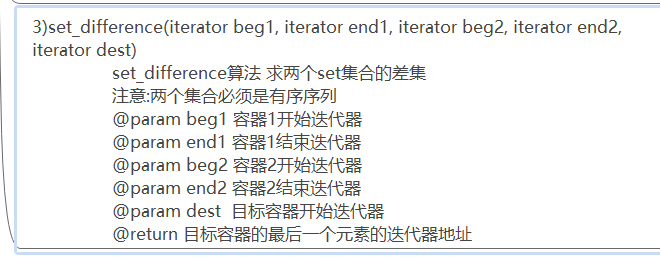 3)set_difference(iterator beg1, iterator end1, iterator beg2, iterator end2,
iterator dest)
set_difference算法 求两个set集合的差集
注意:两个集合必须是有序序列
@param beg1 容器1开始迭代器
@param end1 容器1结束迭代器
@param beg2 容器2开始迭代器
@param end2 容器2结束迭代器
@param dest  目标容器开始迭代器
@return 目标容器的最后一个元素的迭代器地址